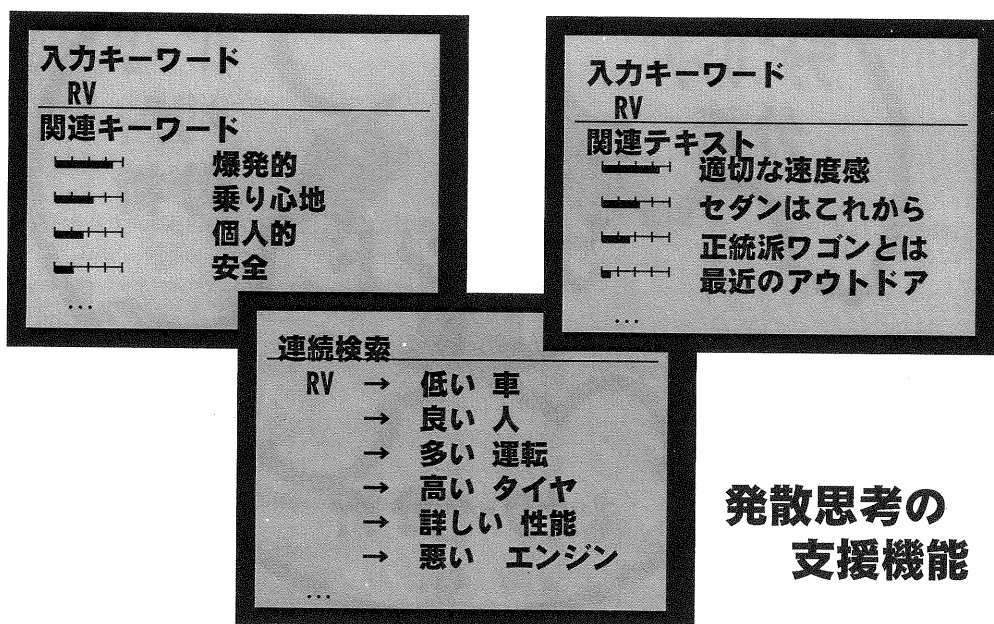 入力キーワード
RV
関連キーワード
爆発的
乗り心地
個人的
安全
...
入力キーワード
RV
関連テキスト
適切な速度感
セダンはこれから
正統派ワゴンとは
最近のアウトドア
...
連続検索
RV → 低い 車
→ 良い 人
→ 多い 運転
→ 高い タイヤ
→ 詳しい 性能
→ 悪い エンジン
...
発散思考の
支援機能